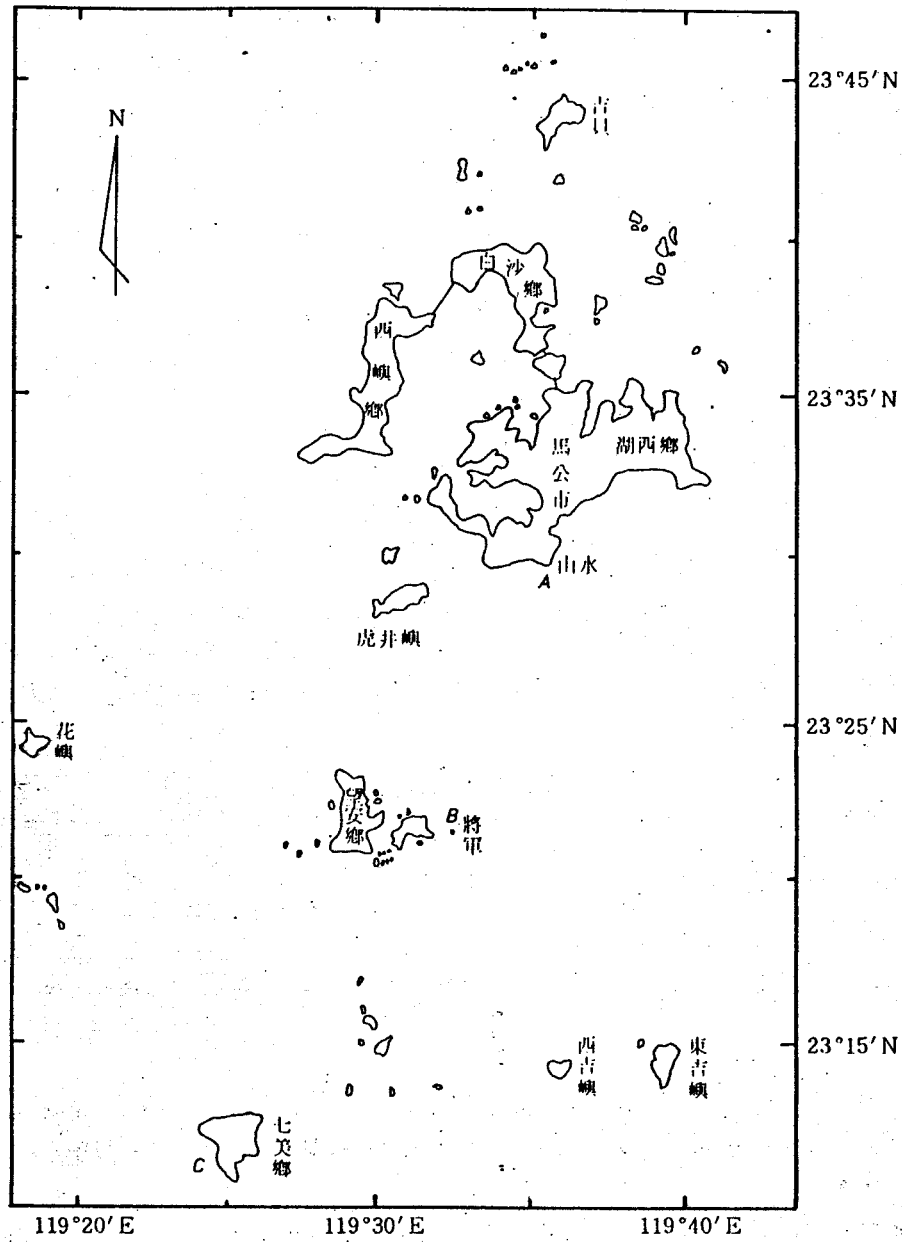 23°45′N
吉貝
N
白沙鄉
西嶼鄉
23°35′N
湖西鄉
馬公市
山水
A
虎井嶼
23°25′N
花嶼
望安鄉
B
將軍
23°15′N
西吉嶼
東吉嶼
七美鄉
C
119°20′E
119°30′E
119°40′E